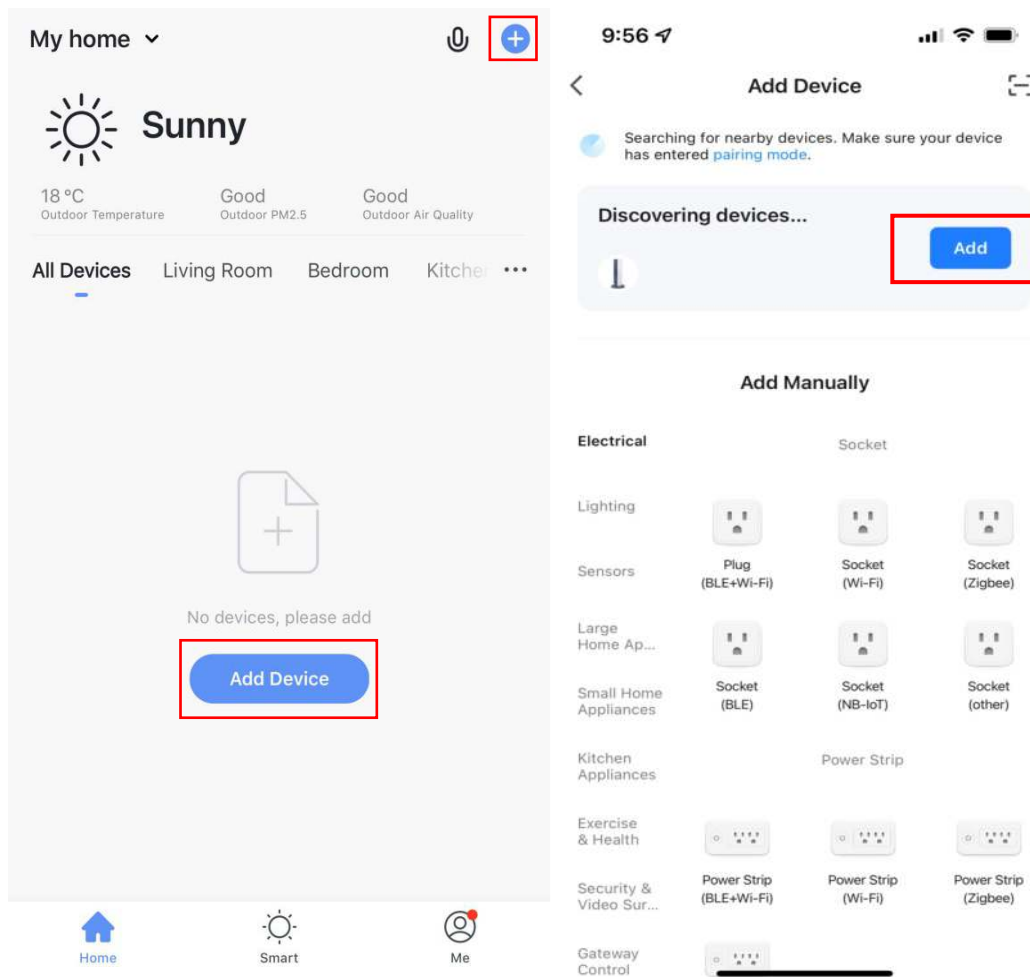 My home
Sunny
18 °C
Outdoor Temperature
Good
Outdoor PM2.5
Good
Outdoor Air Quality
All Devices
Living Room
Bedroom
Kitche
No devices, please add
Add Device
Home
Smart
Me
9:56
Add Device
Searching for nearby devices. Make sure your device
has entered pairing mode.
Discovering devices...
Add
Add Manually
Electrical
Lighting
Sensors
Large
Home Ap...
Small Home
Appliances
Kitchen
Appliances
Exercise
& Health
Security &
Video Sur...
Gateway
Control
Socket
Plug
(BLE+Wi-Fi)
Socket
(Wi-Fi)
Socket
(Zigbee)
Socket
(BLE)
Socket
(NB-IoT)
Socket
(other)
Power Strip
Power Strip
(BLE+Wi-Fi)
Power Strip
(Wi-Fi)
Power Strip
(Zigbee)